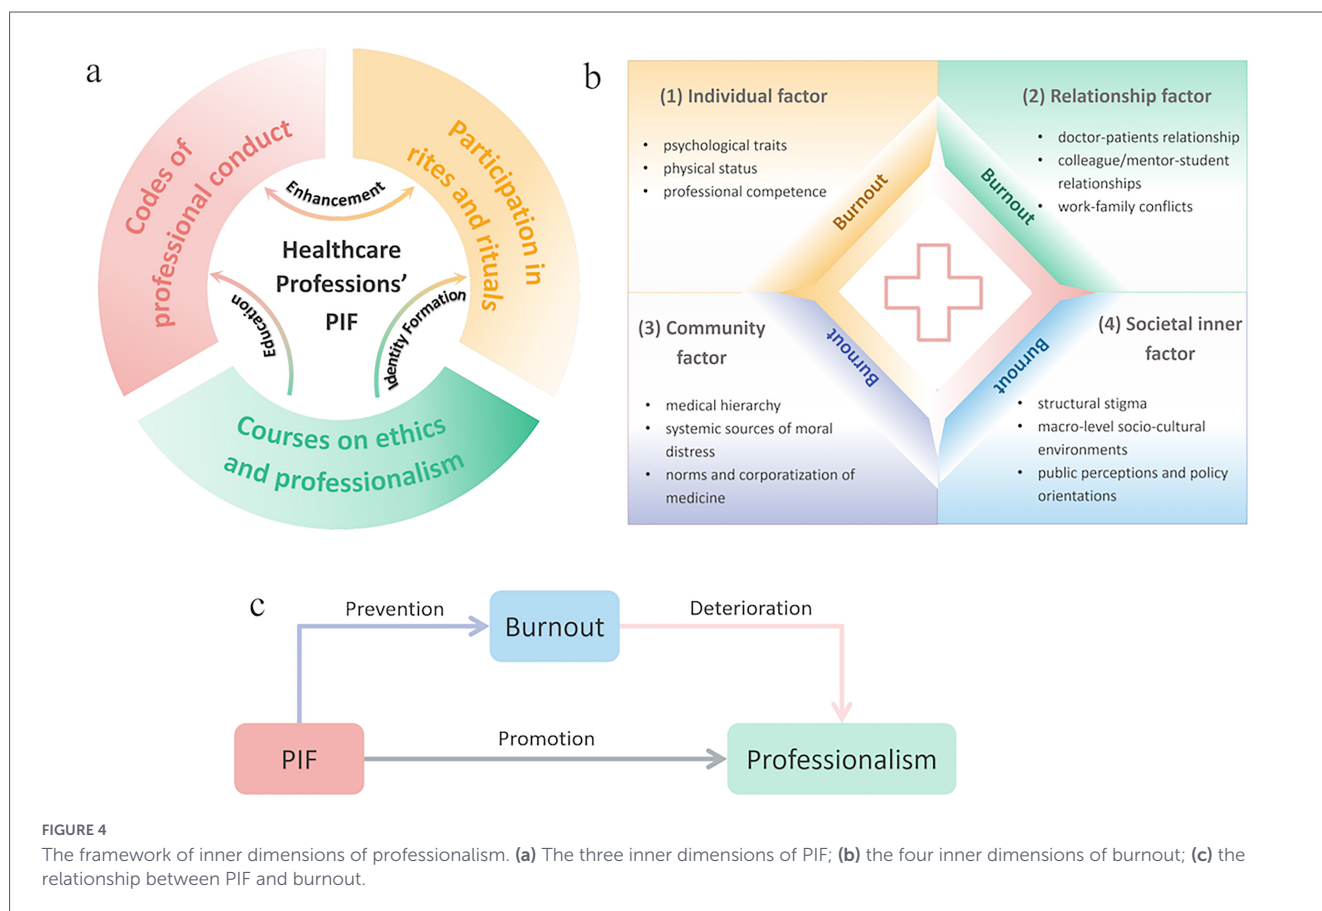 a
Codes of
professional conduct
Participation in
rites and rituals
Enhancement
Healthcare
Professions'
PIF
Education
Identity Formation
Courses on ethics
and professionalism
b
(1) Individual factor
• psychological traits
• physical status
• professional competence
(2) Relationship factor
• doctor-patients relationship
• colleague/mentor-student
relationships
• work-family conflicts
Burnout
Burnout
(3) Community
factor
• medical hierarchy
• systemic sources of moral
distress
• norms and corporatization of
medicine
Burnout
Burnout
(4) Societal inner
factor
• structural stigma
• macro-level socio-cultural
environments
• public perceptions and policy
orientations
c
Prevention
Burnout
Deterioration
PIF
Promotion
Professionalism
FIGURE 4
The framework of inner dimensions of professionalism. (a) The three inner dimensions of PIF; (b) the four inner dimensions of burnout; (c) the
relationship between PIF and burnout.